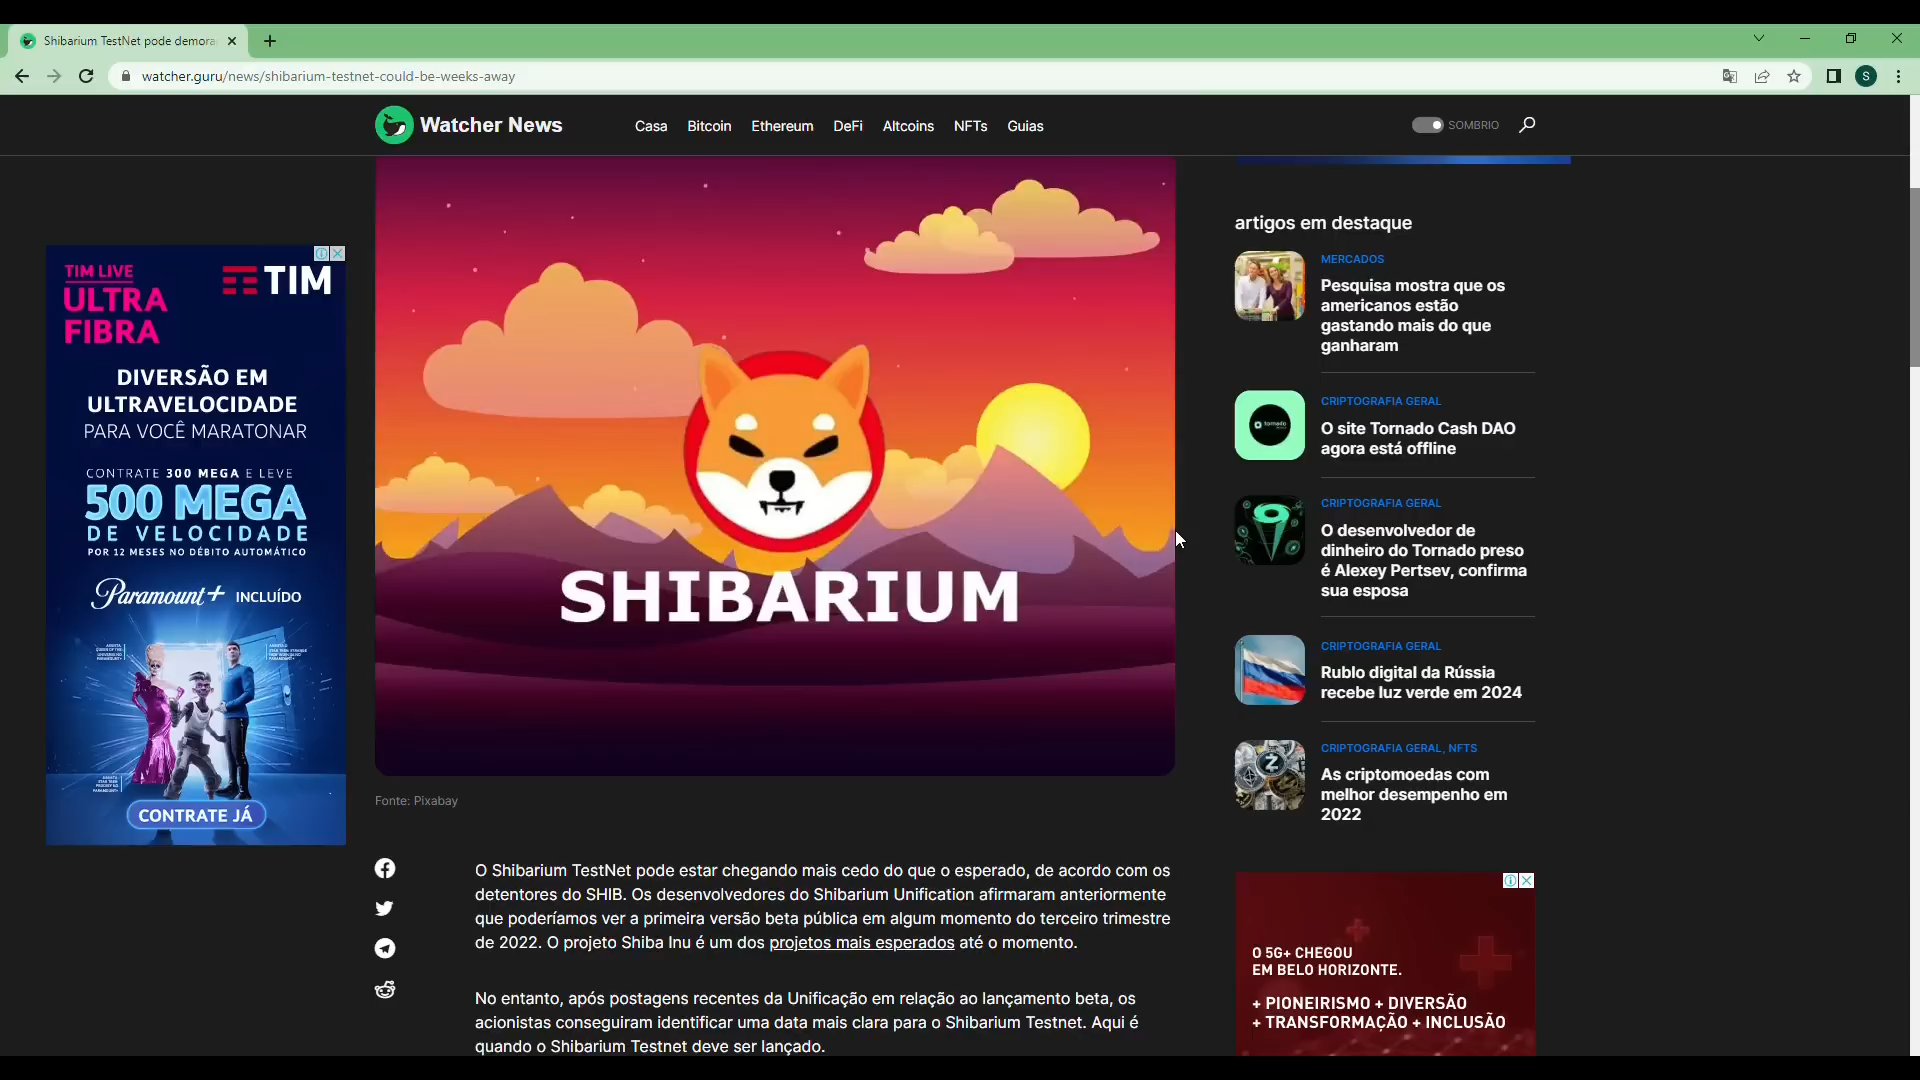 Shibarium TestNet pode demora
watcher.guru/news/shibarium-testnet-could-be-weeks-away
S
Watcher News
Casa Bitcoin Ethereum DeFi Altcoins NFTs Guias
SOMBRIO
TIM LIVE
ULTRA
FIBRA
TIM
DIVERSÃO EM
ULTRAVELOCIDADE
PARA VOCÊ MARATONAR
CONTRATE 300 MEGA E LEVE
500 MEGA
DE VELOCIDADE
POR 12 MESES NO DÉBITO AUTOMÁTICO
Paramount+ INCLUÍDO
CONTRATE JÁ
SHIBARIUM
Fonte: Pixabay
O Shibarium TestNet pode estar chegando mais cedo do que o esperado, de acordo com os
detentores do SHIB. Os desenvolvedores do Shibarium Unification afirmaram anteriormente
que poderíamos ver a primeira versão beta pública em algum momento do terceiro trimestre
de 2022. O projeto Shiba Inu é um dos projetos mais esperados até o momento.
No entanto, após postagens recentes da Unificação em relação ao lançamento beta, os
acionistas conseguiram identificar uma data mais clara para o Shibarium Testnet. Aqui é
quando o Shibarium Testnet deve ser lançado.
artigos em destaque
MERCADOS
Pesquisa mostra que os
americanos estão
gastando mais do que
ganharam
CRIPTOGRAFIA GERAL
O site Tornado Cash DAO
agora está offline
CRIPTOGRAFIA GERAL
O desenvolvedor de
dinheiro do Tornado preso
é Alexey Pertsev, confirma
sua esposa
CRIPTOGRAFIA GERAL
Rublo digital da Rússia
recebe luz verde em 2024
CRIPTOGRAFIA GERAL, NFTS
As criptomoedas com
melhor desempenho em
2022
O 5G+ CHEGOU
EM BELO HORIZONTE.
+ PIONEIRISMO + DIVERSÃO
+ TRANSFORMAÇÃO + INCLUSÃO